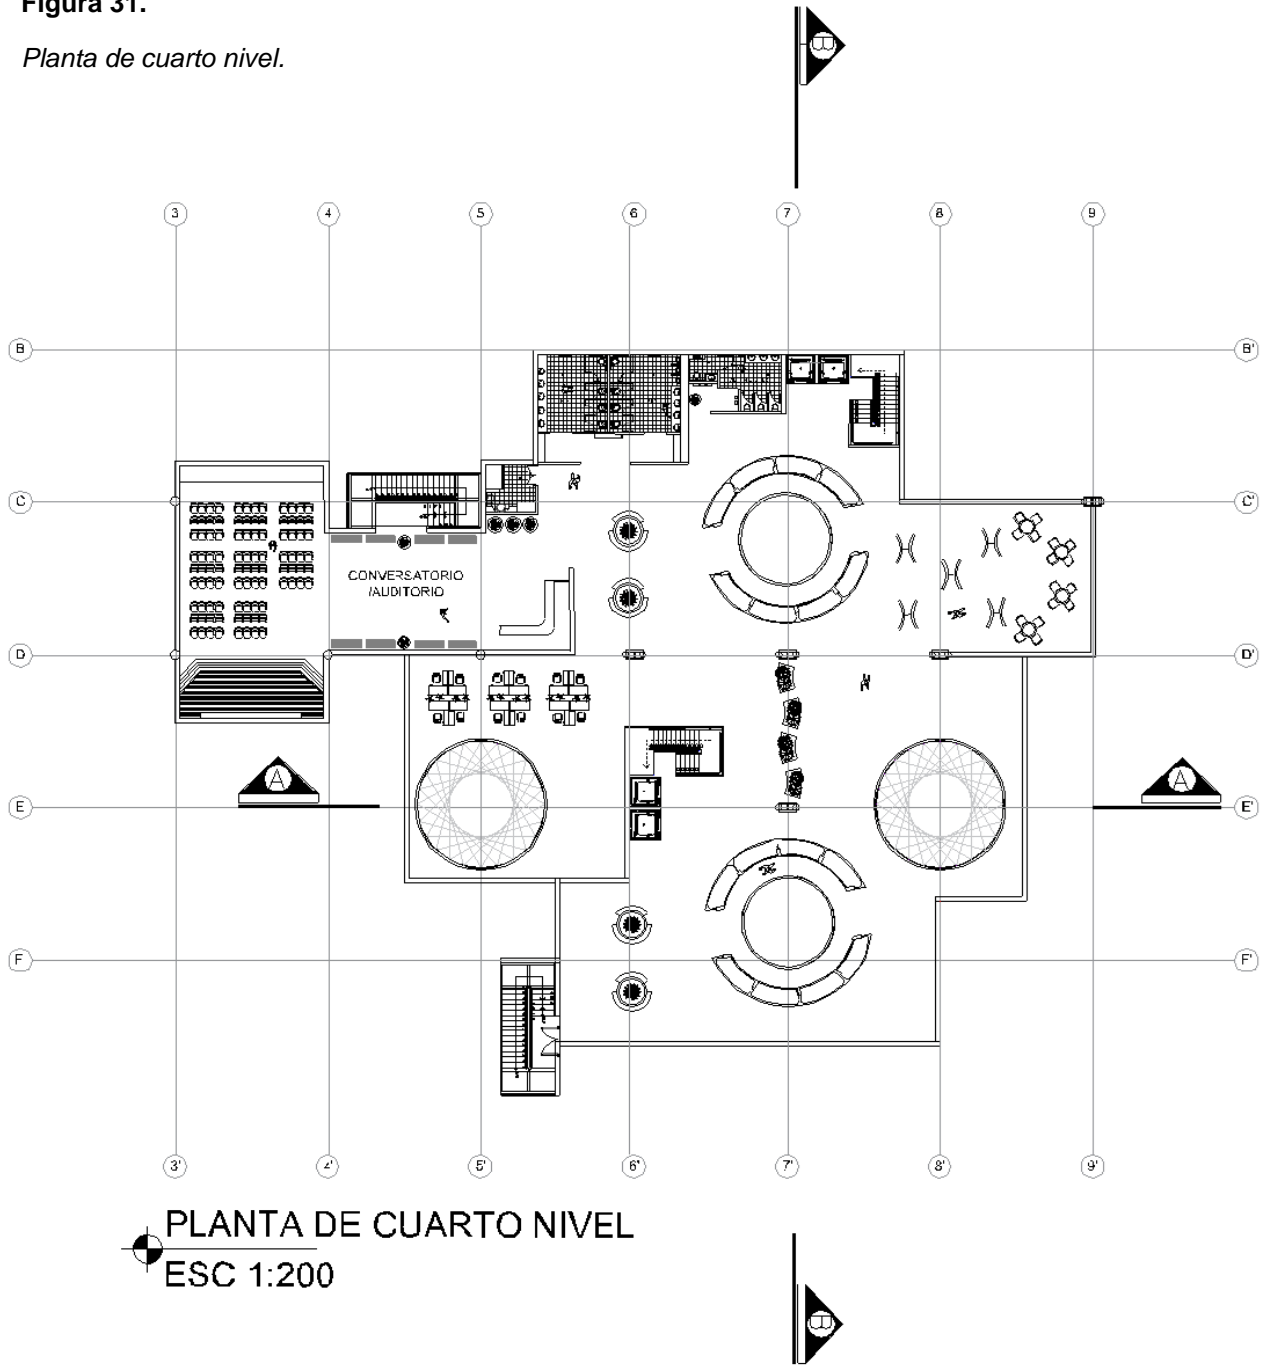 Figura 31.
Planta de cuarto nivel.
B
3 4 5 6 7 8 9
B B'
C C'
CONVERSATORIO
/AUDITORIO
D D'
A A
E E'
F F'
3' 4' 5' 6' 7' 8' 9'
PLANTA DE CUARTO NIVEL
ESC 1:200
B